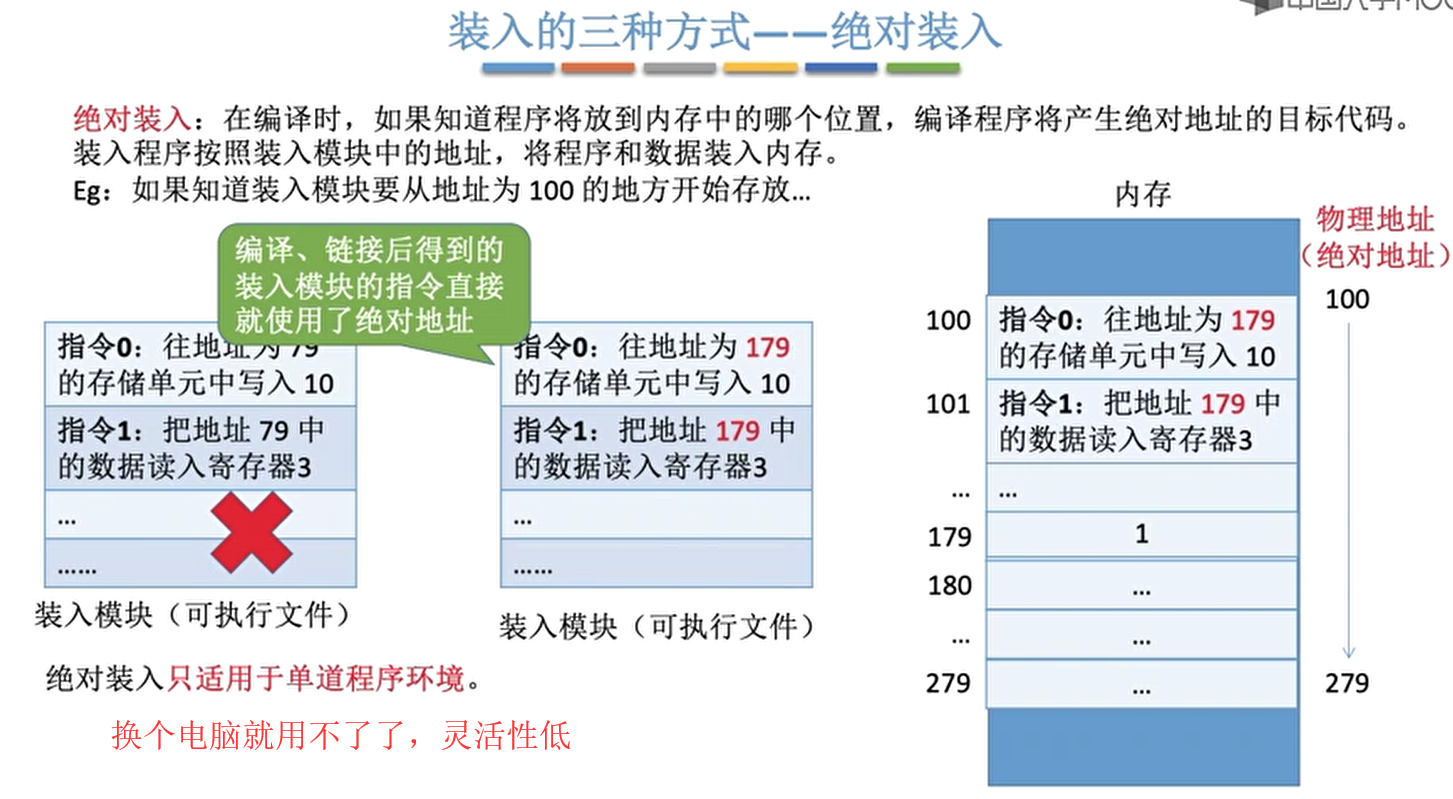 中国大学MOO
装入的三种方式——绝对装入
绝对装入：在编译时，如果知道程序将放到内存中的哪个位置，编译程序将产生绝对地址的目标代码。
装入程序按照装入模块中的地址，将程序和数据装入内存。
Eg：如果知道装入模块要从地址为 100 的地方开始存放...
编译、链接后得到的
装入模块的指令直接
就使用了绝对地址
指令0：往地址为 79
的存储单元中写入 10
指令1：把地址 79 中
的数据读入寄存器3
...
......
装入模块（可执行文件）
指令0：往地址为 179
的存储单元中写入 10
指令1：把地址 179 中
的数据读入寄存器3
...
......
装入模块（可执行文件）
绝对装入只适用于单道程序环境。
换个电脑就用不了了，灵活性低
内存
物理地址
（绝对地址）
100
指令0：往地址为 179
的存储单元中写入 10
100
101
指令1：把地址 179 中
的数据读入寄存器3
... ...
179 1
180 ...
... ...
279 ... 279